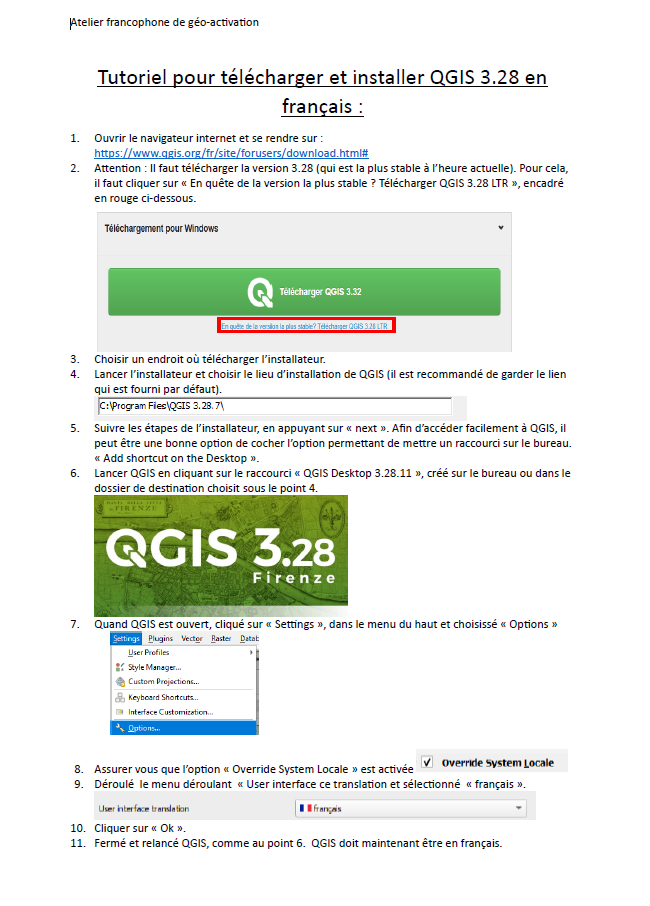 Atelier francophone de géo-activation
Tutoriel pour télécharger et installer QGIS 3.28 en
français :
1. Ouvrir le navigateur internet et se rendre sur :
https://www.qgis.org/fr/site/forusers/download.html#
2. Attention : Il faut télécharger la version 3.28 (qui est la plus stable à l’heure actuelle). Pour cela,
il faut cliquer sur « En quête de la version la plus stable ? Télécharger QGIS 3.28 LTR », encadré
en rouge ci-dessous.
Téléchargement pour Windows
Télécharger QGIS 3.32
En quête de la version la plus stable? Télécharger QGIS 3.28 LTR
3. Choisir un endroit où télécharger l’installateur.
4. Lancer l’installateur et choisir le lieu d’installation de QGIS (il est recommandé de garder le lien
qui est fourni par défaut).
C:\Program Files\QGIS 3.28.7\
5. Suivre les étapes de l’installateur, en appuyant sur « next ». Afin d’accéder facilement à QGIS, il
peut être une bonne option de cocher l’option permettant de mettre un raccourci sur le bureau.
« Add shortcut on the Desktop ».
6. Lancer QGIS en cliquant sur le raccourci « QGIS Desktop 3.28.11 », créé sur le bureau ou dans le
dossier de destination choisit sous le point 4.
FIRENZE
QGIS 3.28
Firenze
7. Quand QGIS est ouvert, cliqué sur « Settings », dans le menu du haut et choisissé « Options »
Settings Plugins Vector Raster Datab
User Profiles
Style Manager...
Custom Projections...
Keyboard Shortcuts...
Interface Customization...
Options...
8. Assurer vous que l’option « Override System Locale » est activée Override System Locale
9. Déroulé le menu déroulant « User interface ce translation et sélectionné « français ».
User interface translation français
10. Cliquer sur « Ok ».
11. Fermé et relancé QGIS, comme au point 6. QGIS doit maintenant être en français.